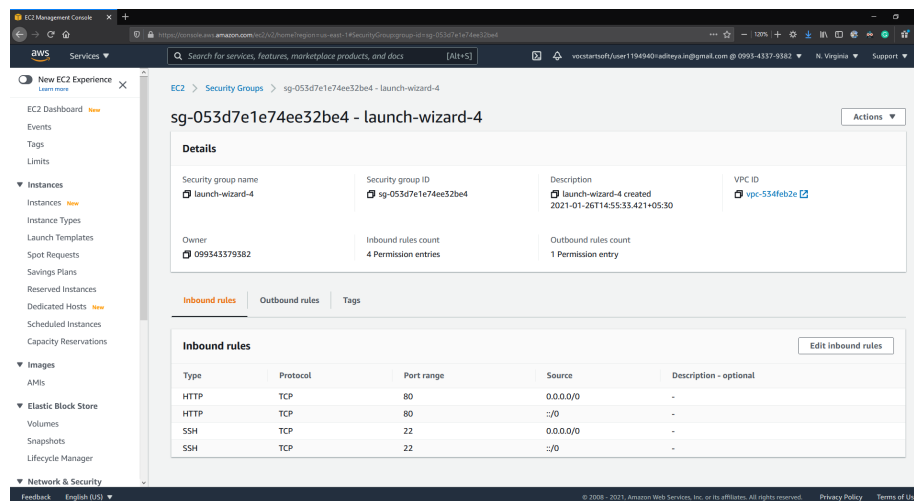 EC2 Management Console
https://console.aws.amazon.com/ec2/v2/home?region=us-east-1#SecurityGroup:group-id=sg-053d7e1e74ee32be4
120%
aws
Services
Search for services, features, marketplace products, and docs
[Alt+S]
vocstartsoft/user1194940=aditeya.in@gmail.com @ 0993-4337-9382
N. Virginia
Support
New EC2 Experience
Learn more
EC2 Dashboard New
Events
Tags
Limits
Instances
Instances New
Instance Types
Launch Templates
Spot Requests
Savings Plans
Reserved Instances
Dedicated Hosts New
Scheduled Instances
Capacity Reservations
Images
AMIs
Elastic Block Store
Volumes
Snapshots
Lifecycle Manager
Network & Security
EC2 > Security Groups > sg-053d7e1e74ee32be4 - launch-wizard-4
sg-053d7e1e74ee32be4 - launch-wizard-4
Actions
Details
Security group name
launch-wizard-4
Security group ID
sg-053d7e1e74ee32be4
Description
launch-wizard-4 created
2021-01-26T14:55:33.421+05:30
VPC ID
vpc-534feb2e
Owner
099343379382
Inbound rules count
4 Permission entries
Outbound rules count
1 Permission entry
Inbound rules
Outbound rules
Tags
Inbound rules
Edit inbound rules
Type Protocol Port range Source Description - optional
HTTP TCP 80 0.0.0.0/0 -
HTTP TCP 80 ::/0 -
SSH TCP 22 0.0.0.0/0 -
SSH TCP 22 ::/0 -
Feedback
English (US)
© 2008 - 2021, Amazon Web Services, Inc. or its affiliates. All rights reserved.
Privacy Policy
Terms of Us